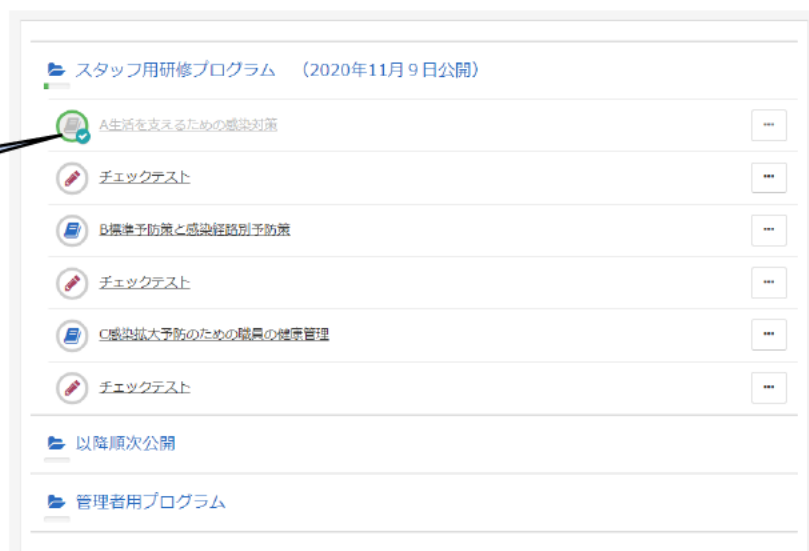 スタッフ用研修プログラム （2020年11月９日公開）
A生活を支えるための感染対策
チェックテスト
B標準予防策と感染経路別予防策
チェックテスト
C感染拡大予防のための職員の健康管理
チェックテスト
以降順次公開
管理者用プログラム